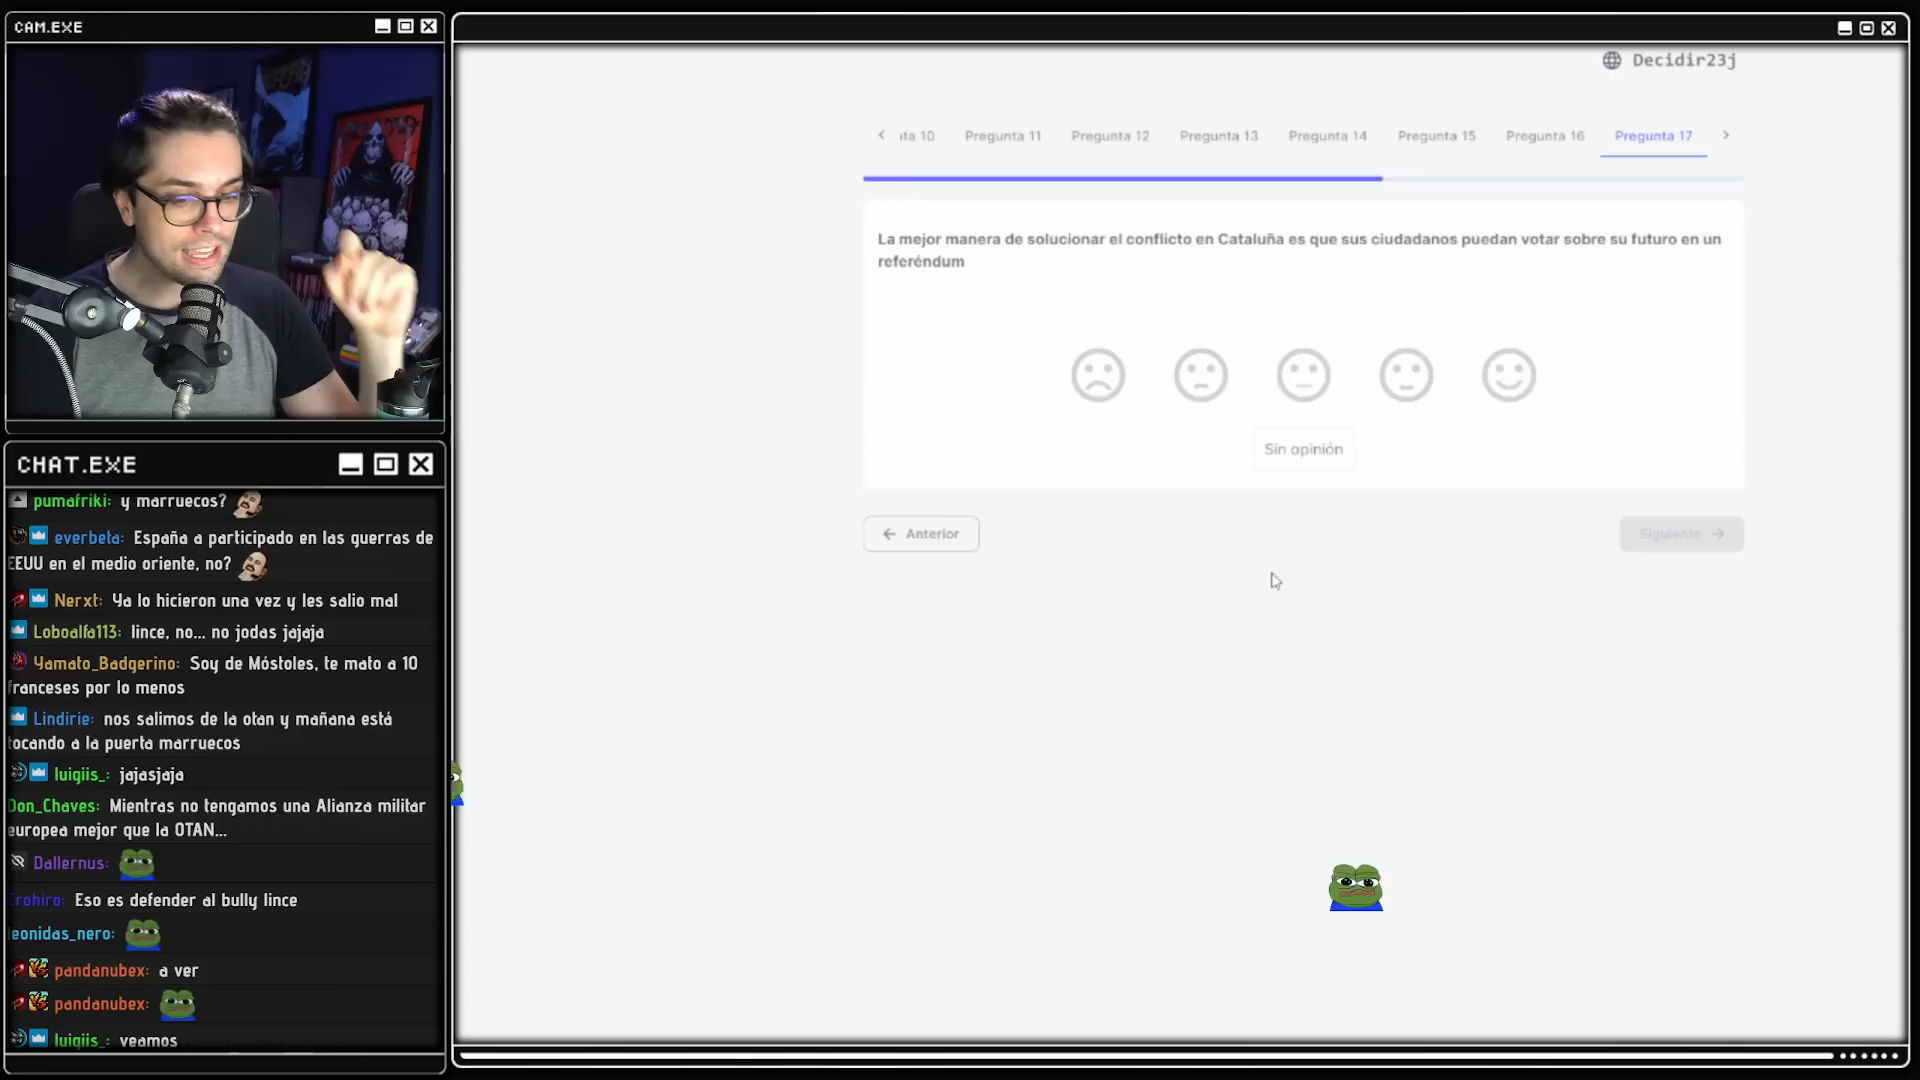 CAM.EXE
CHAT.EXE
pumafriki: y marruecos?
everbeta: España a participado en las guerras de
EEUU en el medio oriente, no?
Nerxt: Ya lo hicieron una vez y les salio mal
Loboalfa113: lince, no... no jodas jajaja
Yamato_Badgerino: Soy de Móstoles, te mato a 10
franceses por lo menos
Lindirie: nos salimos de la otan y mañana está
tocando a la puerta marruecos
luigiis_: jajasjaja
Don_Chaves: Mientras no tengamos una Alianza militar
europea mejor que la OTAN...
Dallernus:
Crohiro: Eso es defender al bully lince
leonidas_nero:
pandanubex: a ver
pandanubex:
luigiis_: veamos
Decidir23j
nta 10 Pregunta 11 Pregunta 12 Pregunta 13 Pregunta 14 Pregunta 15 Pregunta 16 Pregunta 17
La mejor manera de solucionar el conflicto en Cataluña es que sus ciudadanos puedan votar sobre su futuro en un
referéndum
Sin opinión
Anterior
Siguiente